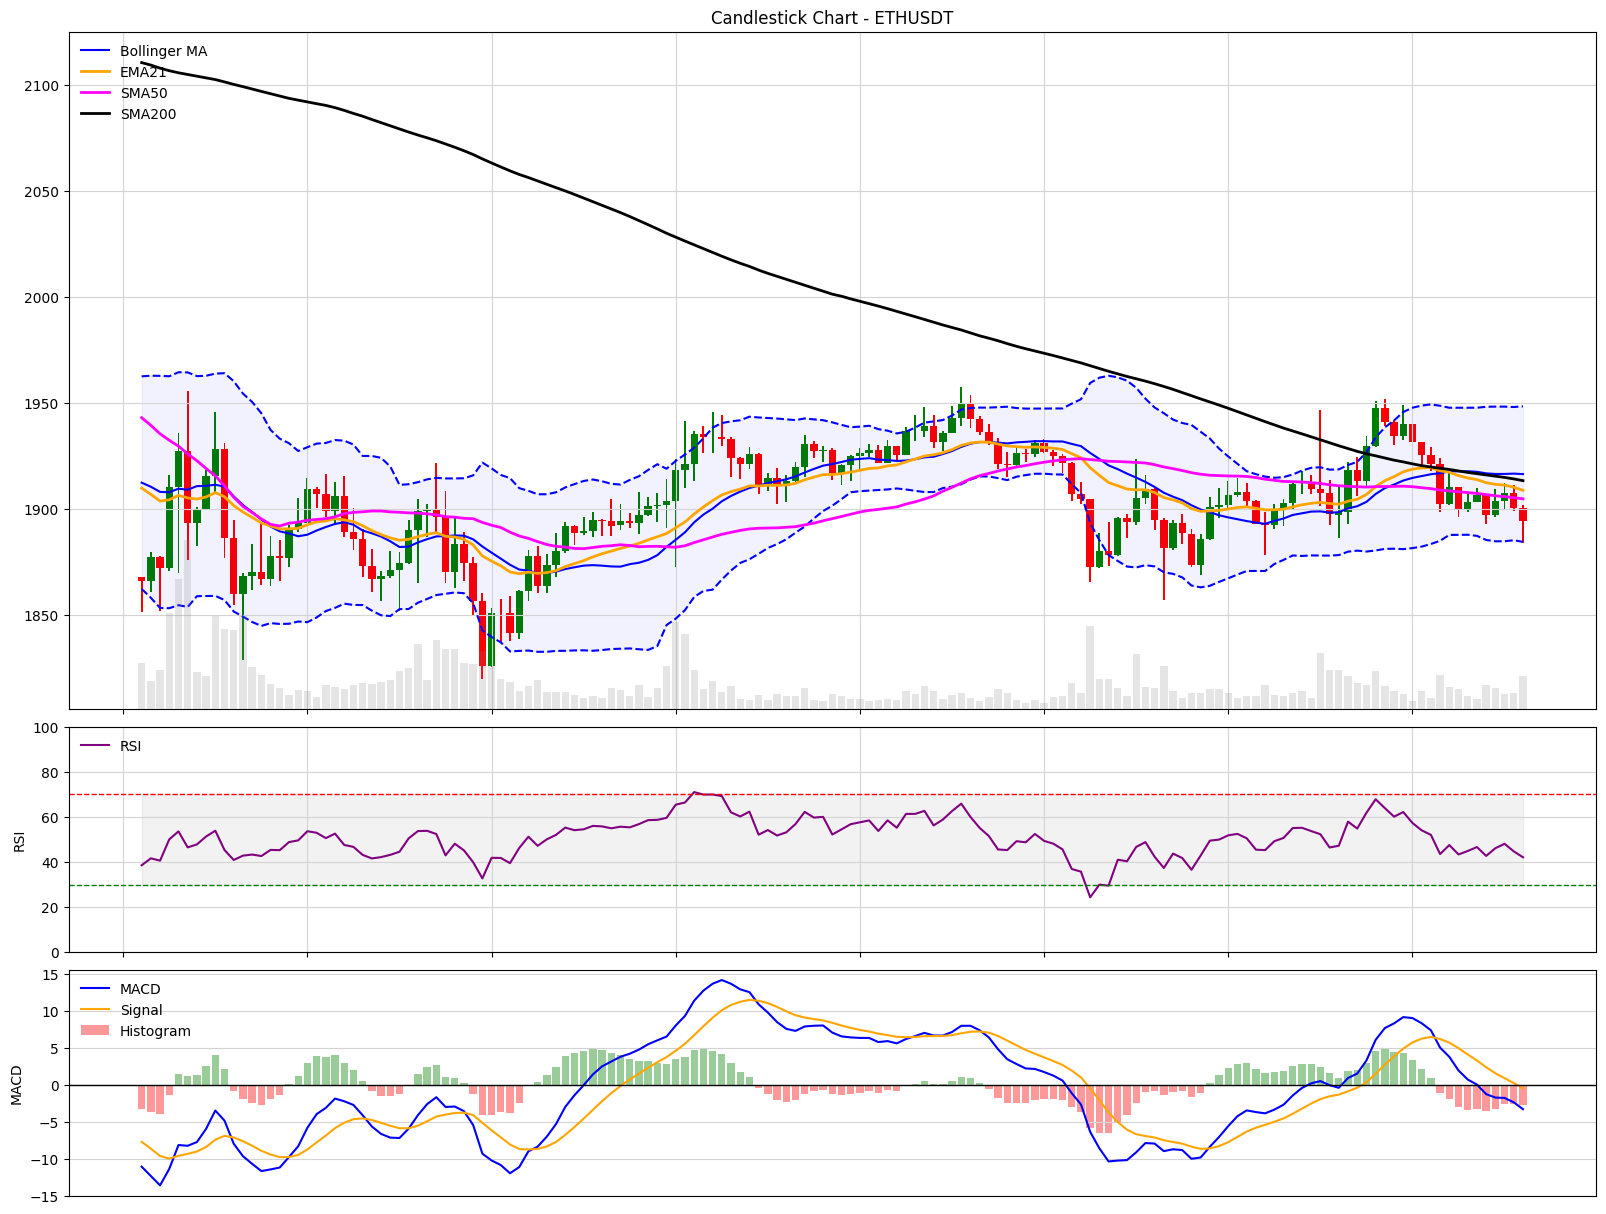 Candlestick Chart - ETHUSDT
Bollinger MA
EMA21
SMA50
SMA200
2100
2050
2000
1950
1900
1850
RSI
100
80
60
40
20
0
RSI
MACD
Signal
Histogram
15
10
5
0
−5
−10
−15
MACD